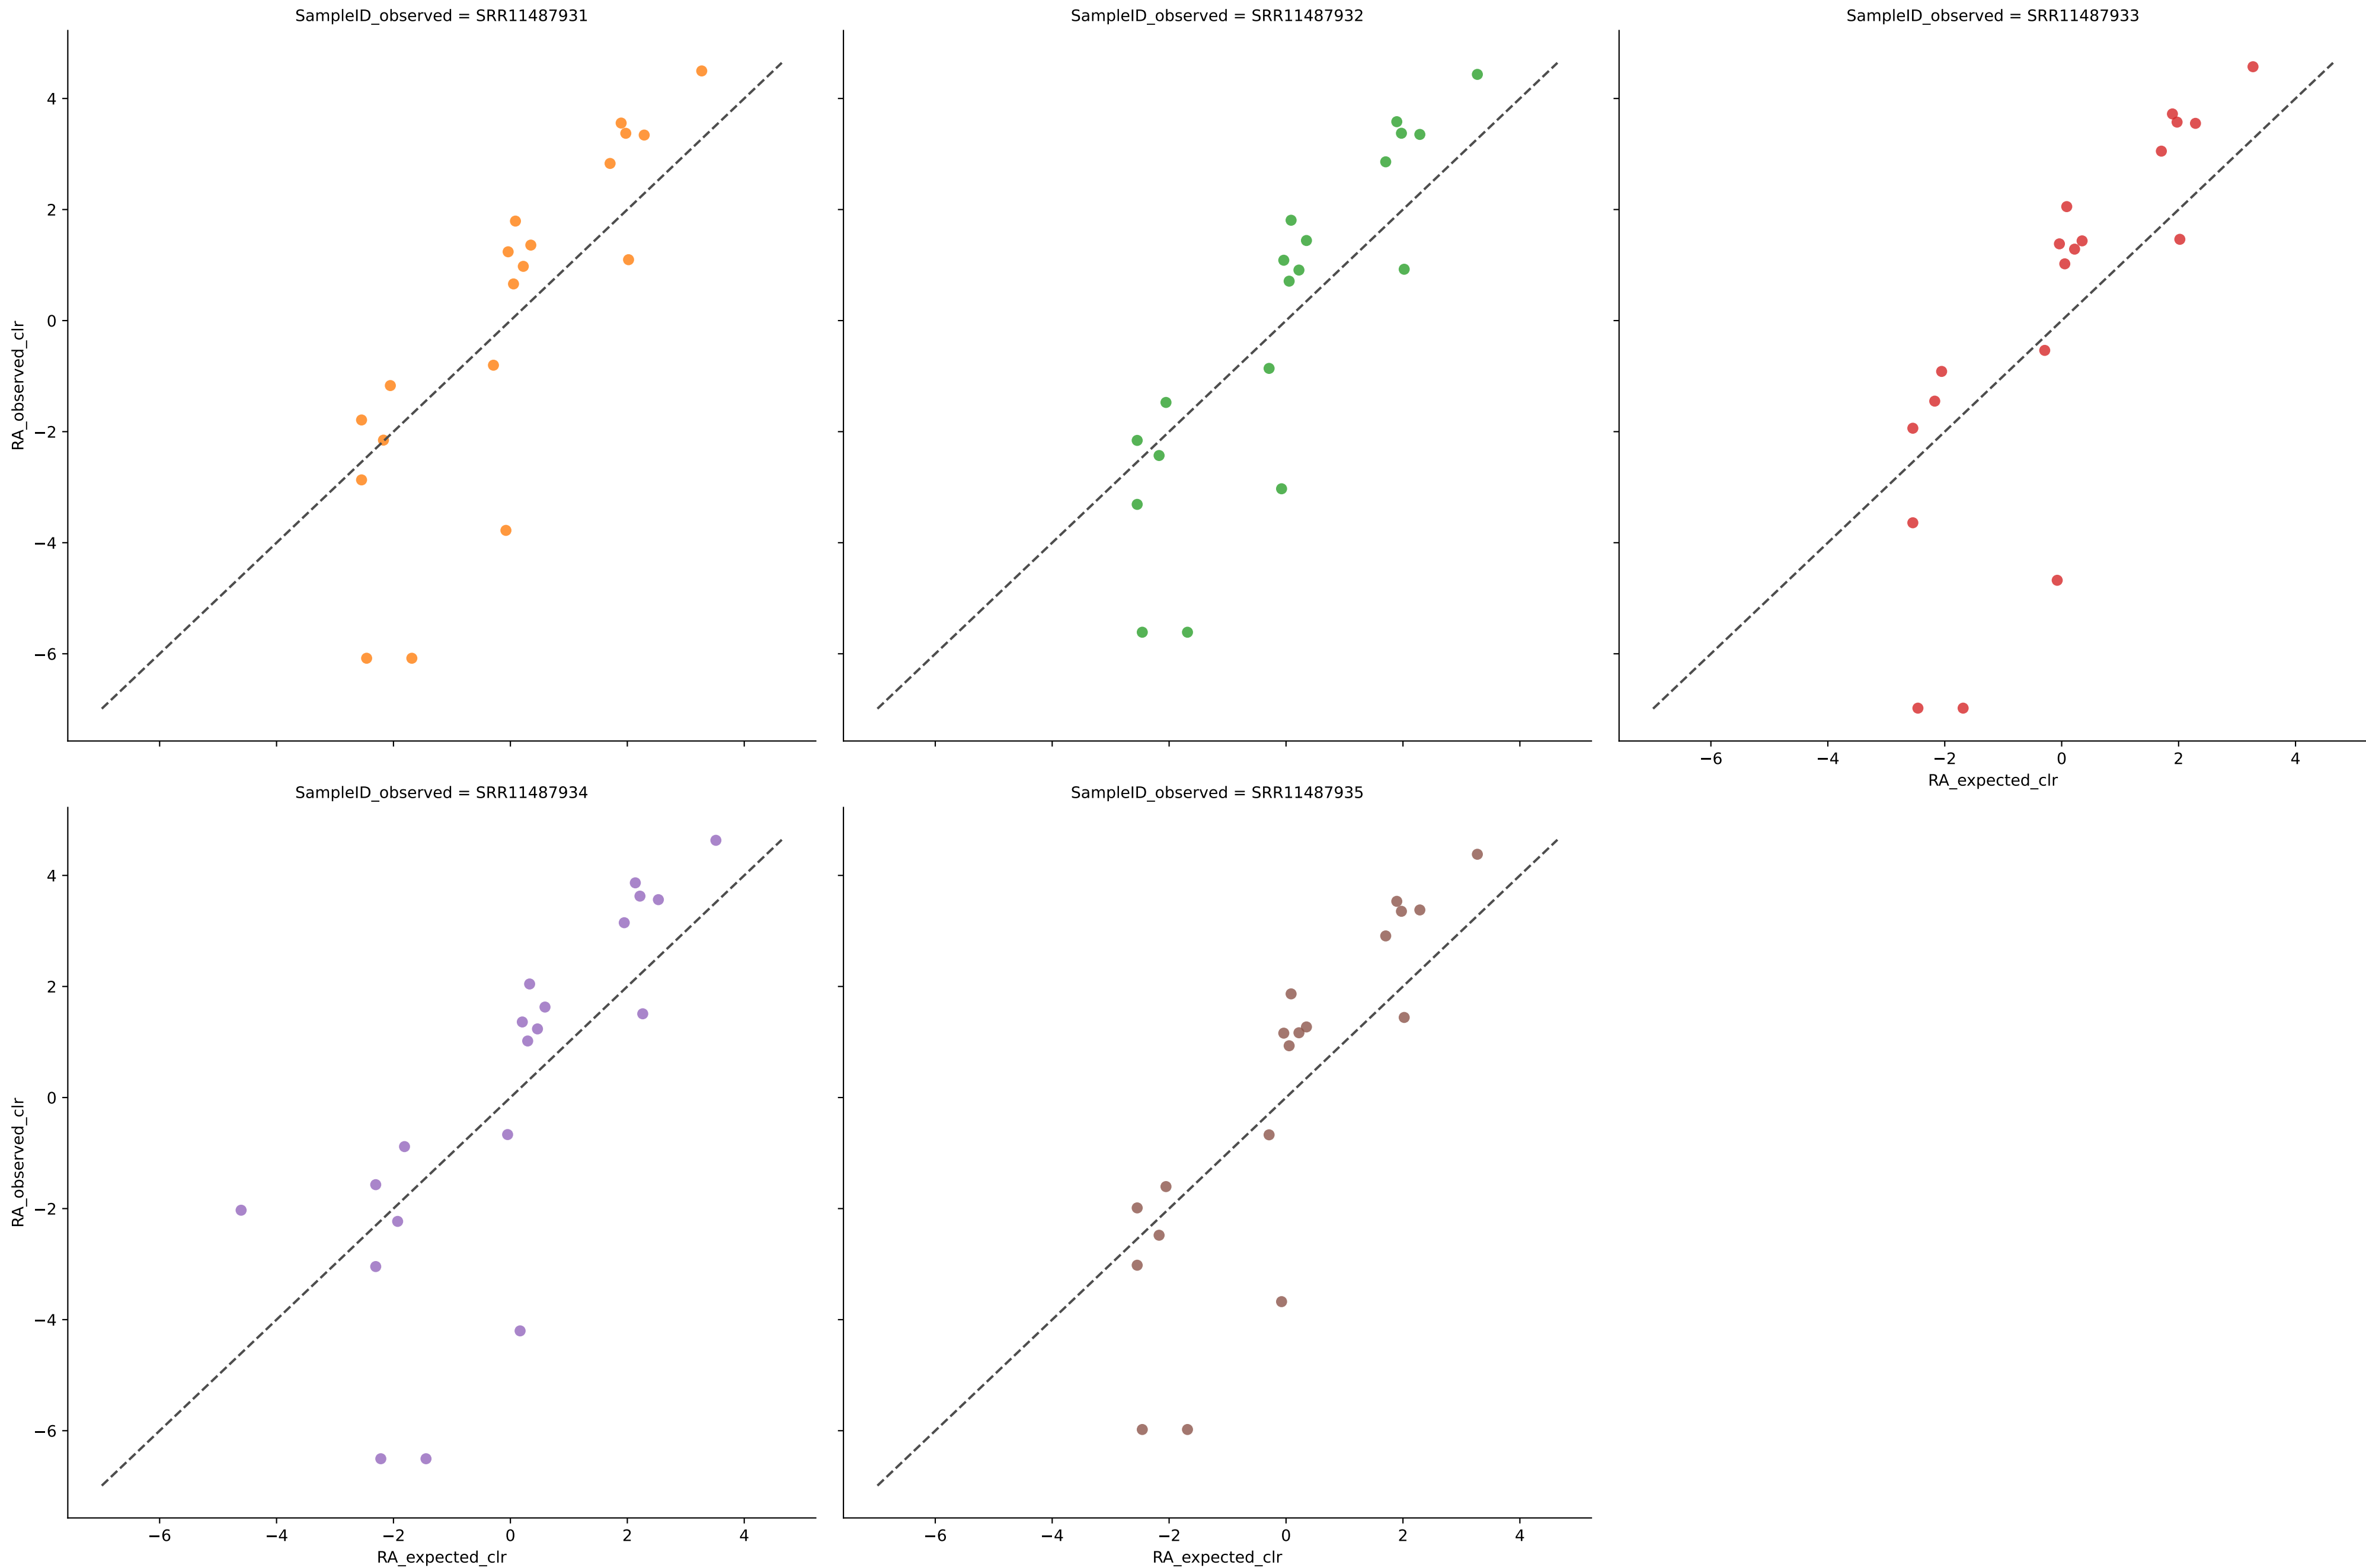 SampleID_observed = SRR11487931
SampleID_observed = SRR11487932
SampleID_observed = SRR11487933
RA_observed_clr
4
2
0
−2
−4
−6
−6 −4 −2 0 2 4
RA_expected_clr
SampleID_observed = SRR11487934
SampleID_observed = SRR11487935
RA_observed_clr
4
2
0
−2
−4
−6
−6 −4 −2 0 2 4
RA_expected_clr
−6 −4 −2 0 2 4
RA_expected_clr